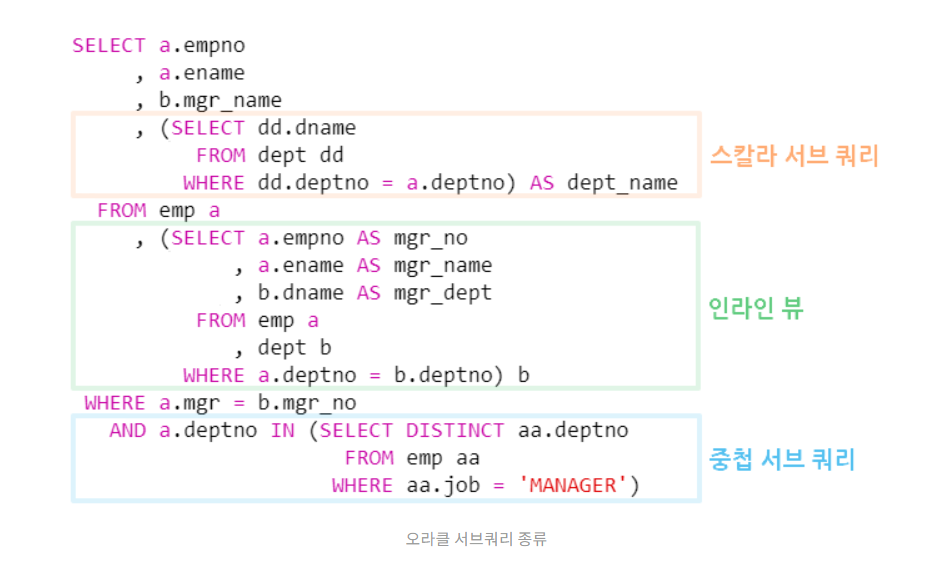 SELECT a.empno
, a.ename
, b.mgr_name
, (SELECT dd.dname
FROM dept dd
WHERE dd.deptno = a.deptno) AS dept_name
스칼라 서브 쿼리
FROM emp a
, (SELECT a.empno AS mgr_no
, a.ename AS mgr_name
, b.dname AS mgr_dept
FROM emp a
, dept b
WHERE a.deptno = b.deptno) b
인라인 뷰
WHERE a.mgr = b.mgr_no
AND a.deptno IN (SELECT DISTINCT aa.deptno
FROM emp aa
WHERE aa.job = 'MANAGER')
중첩 서브 쿼리
오라클 서브쿼리 종류